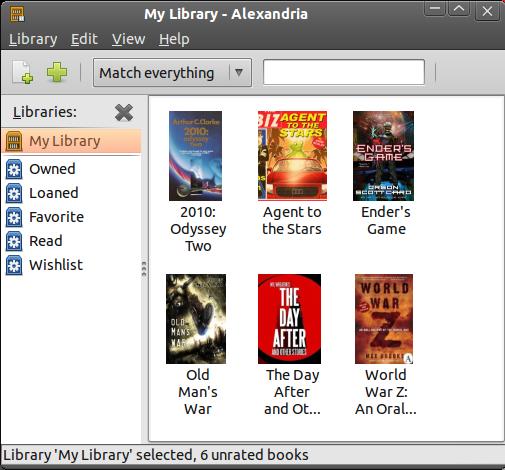 My Library - Alexandria
Library Edit View Help
Match everything
Libraries:
My Library
Owned
Loaned
Favorite
Read
Wishlist
Arthur C. Clarke
2010:
odyssey
two
2010:
Odyssey
Two
BIZ AGENT
TO THE
STARS
Agent to
the Stars
ENDER'S
GAME
ORSON
SCOTT CARD
Ender's
Game
OLD
MAN'S
WAR
Old
Man's
War
THE
DAY
AFTER
AND OTHER STORIES
The Day
After
and Ot...
WORLD
WAR
Z
MAX BROOKS
World
War Z:
An Oral...
Library 'My Library' selected, 6 unrated books